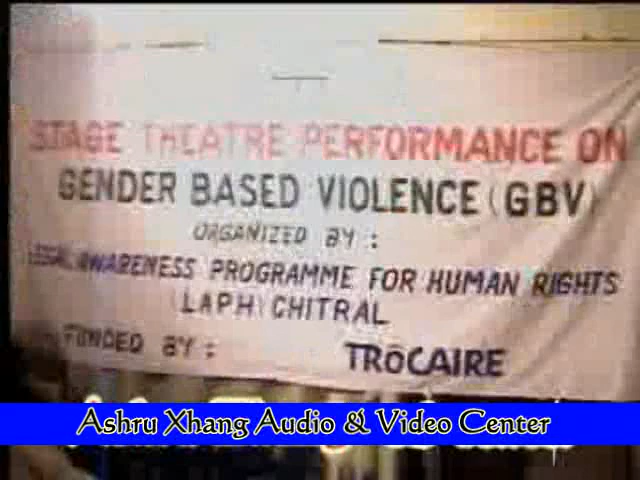 STAGE THEATRE PERFORMANCE ON
GENDER BASED VIOLENCE (GBV)
ORGANIZED BY :
LEGAL AWARENESS PROGRAMME FOR HUMAN RIGHTS
(LAPH) CHITRAL
FUNDED BY : TRÓCAIRE
Ashru Xhang Audio & Video Center